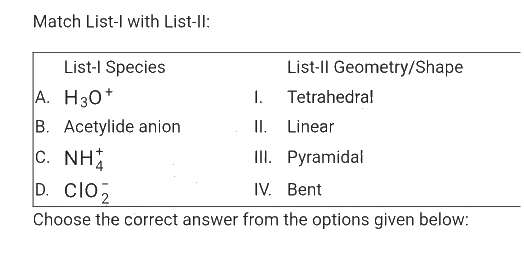 Match List-I with List-II:
List-I Species List-II Geometry/Shape
A. H₃O⁺ I. Tetrahedral
B. Acetylide anion II. Linear
C. NH₄⁺ III. Pyramidal
D. ClO₂⁻ IV. Bent
Choose the correct answer from the options given below: